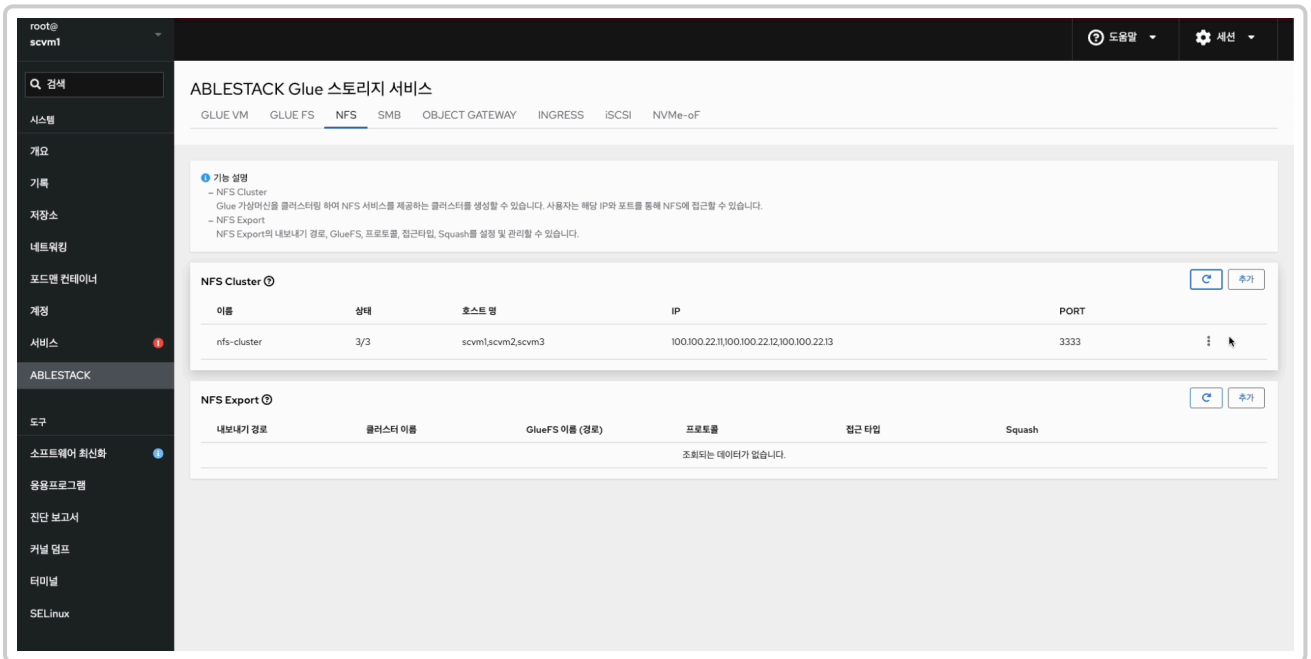 root@
scvm1
도움말
세션
검색
시스템
개요
기록
저장소
네트워킹
포드맨 컨테이너
계정
서비스
ABLESTACK
도구
소프트웨어 최신화
응용프로그램
진단 보고서
커널 덤프
터미널
SELinux
ABLESTACK Glue 스토리지 서비스
GLUE VM GLUE FS NFS SMB OBJECT GATEWAY INGRESS iSCSI NVMe-oF
기능 설명
– NFS Cluster
Glue 가상머신을 클러스터링 하여 NFS 서비스를 제공하는 클러스터를 생성할 수 있습니다. 사용자는 해당 IP와 포트를 통해 NFS에 접근할 수 있습니다.
– NFS Export
NFS Export의 내보내기 경로, GlueFS, 프로토콜, 접근타입, Squash를 설정 및 관리할 수 있습니다.
NFS Cluster 추가
이름 상태 호스트 명 IP PORT
nfs-cluster 3/3 scvm1,scvm2,scvm3 100.100.22.11,100.100.22.12,100.100.22.13 3333
NFS Export 추가
내보내기 경로 클러스터 이름 GlueFS 이름 (경로) 프로토콜 접근 타입 Squash
조회되는 데이터가 없습니다.